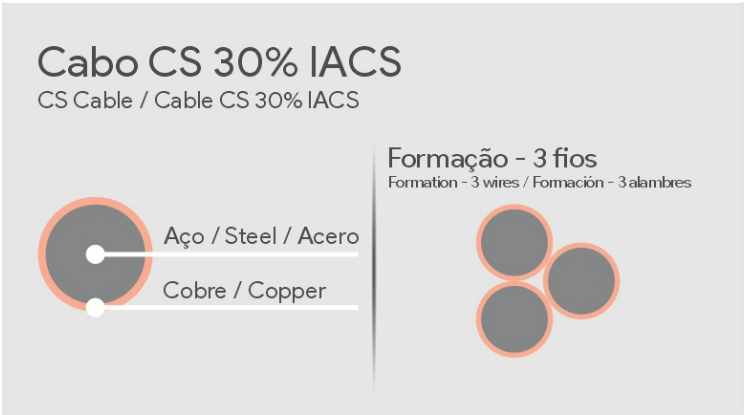 Cabo CS 30% IACS
CS Cable / Cable CS 30% IACS
Formação - 3 fios
Formation - 3 wires / Formación - 3 alambres
Aço / Steel / Acero
Cobre / Copper